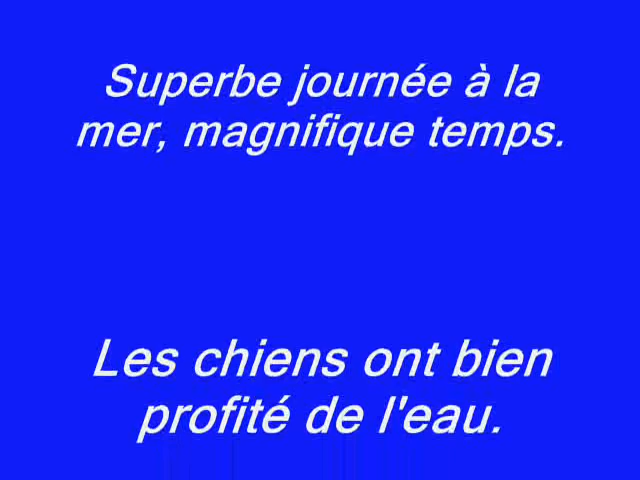 Superbe journée à la
mer, magnifique temps.
Les chiens ont bien
profité de l'eau.